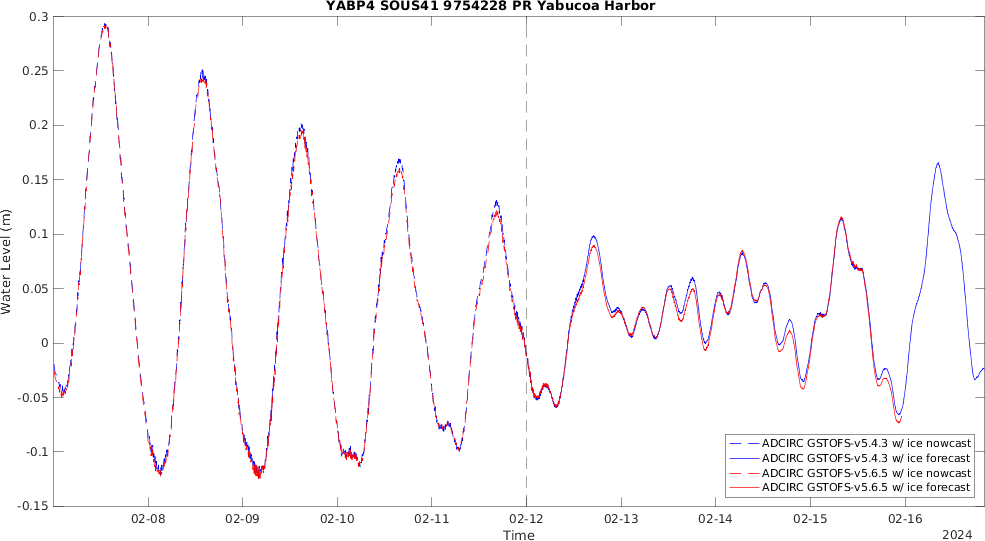 YABP4 SOUS41 9754228 PR Yabucoa Harbor
0.3
0.25
0.2
0.15
0.1
0.05
0
-0.05
-0.1
-0.15
Water Level (m)
02-08 02-09 02-10 02-11 02-12 02-13 02-14 02-15 02-16
Time
2024
ADCIRC GSTOFS-v5.4.3 w/ ice nowcast
ADCIRC GSTOFS-v5.4.3 w/ ice forecast
ADCIRC GSTOFS-v5.6.5 w/ ice nowcast
ADCIRC GSTOFS-v5.6.5 w/ ice forecast